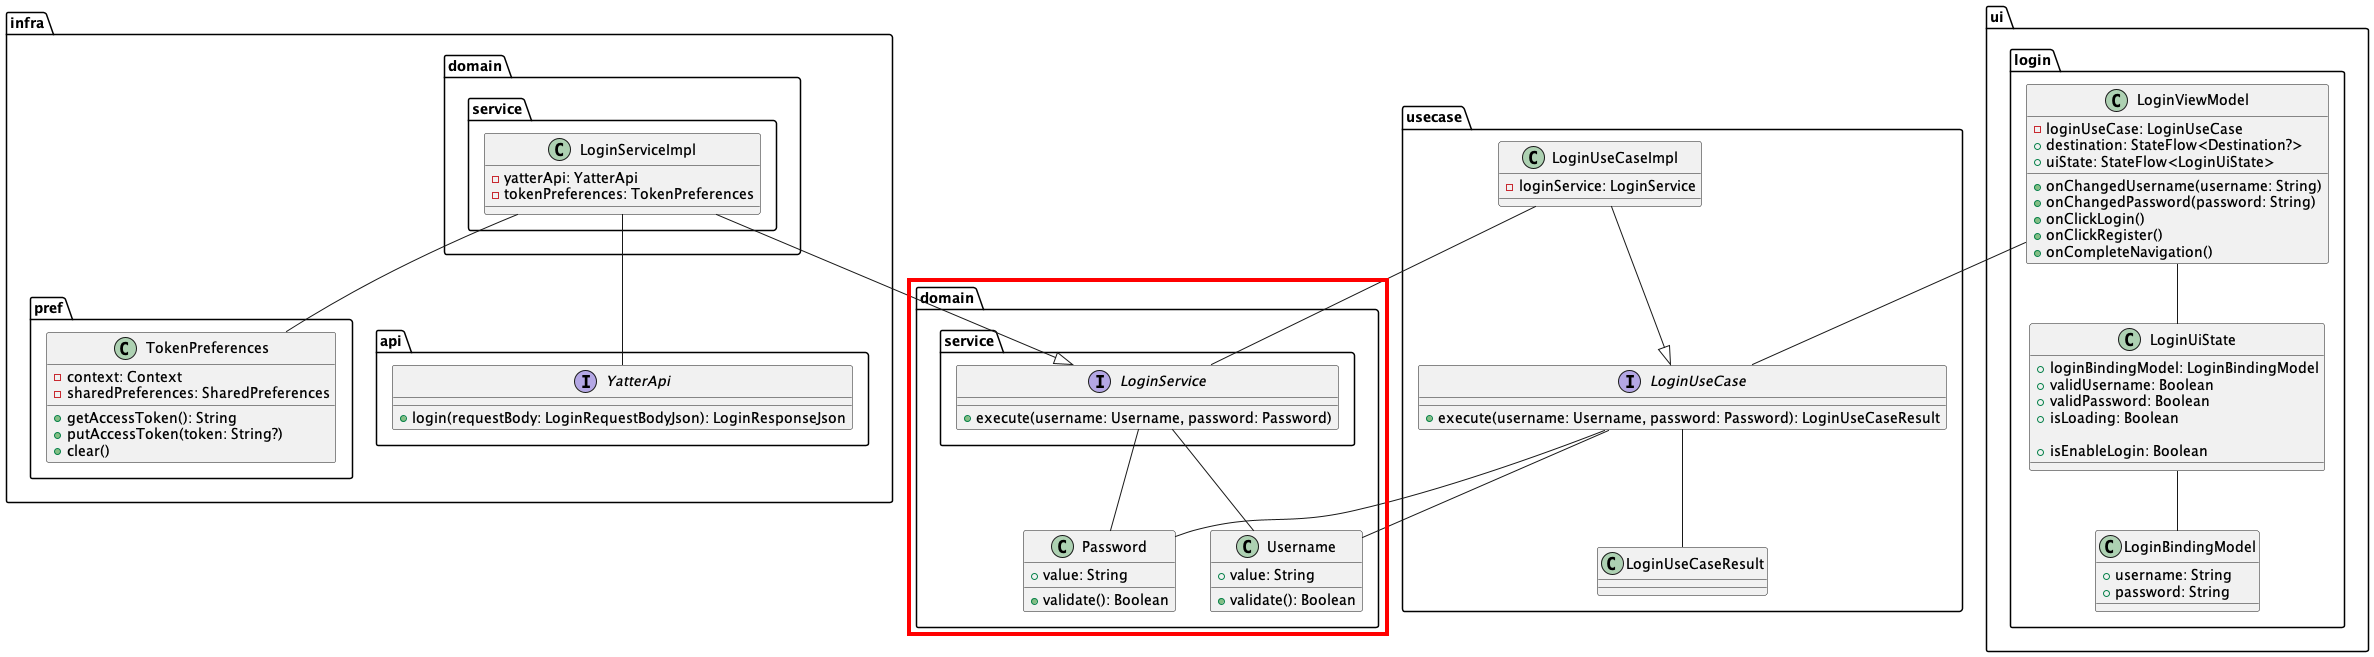 infra
domain
service
C LoginServiceImpl
yatterApi: YatterApi
tokenPreferences: TokenPreferences
pref
C TokenPreferences
context: Context
sharedPreferences: SharedPreferences
getAccessToken(): String
putAccessToken(token: String?)
clear()
api
I YatterApi
login(requestBody: LoginRequestBodyJson): LoginResponseJson
domain
service
I LoginService
execute(username: Username, password: Password)
C Password
value: String
validate(): Boolean
C Username
value: String
validate(): Boolean
usecase
C LoginUseCaseImpl
loginService: LoginService
I LoginUseCase
execute(username: Username, password: Password): LoginUseCaseResult
C LoginUseCaseResult
ui
login
C LoginViewModel
loginUseCase: LoginUseCase
destination: StateFlow<Destination?>
uiState: StateFlow<LoginUiState>
onChangedUsername(username: String)
onChangedPassword(password: String)
onClickLogin()
onClickRegister()
onCompleteNavigation()
C LoginUiState
loginBindingModel: LoginBindingModel
validUsername: Boolean
validPassword: Boolean
isLoading: Boolean
isEnableLogin: Boolean
C LoginBindingModel
username: String
password: String